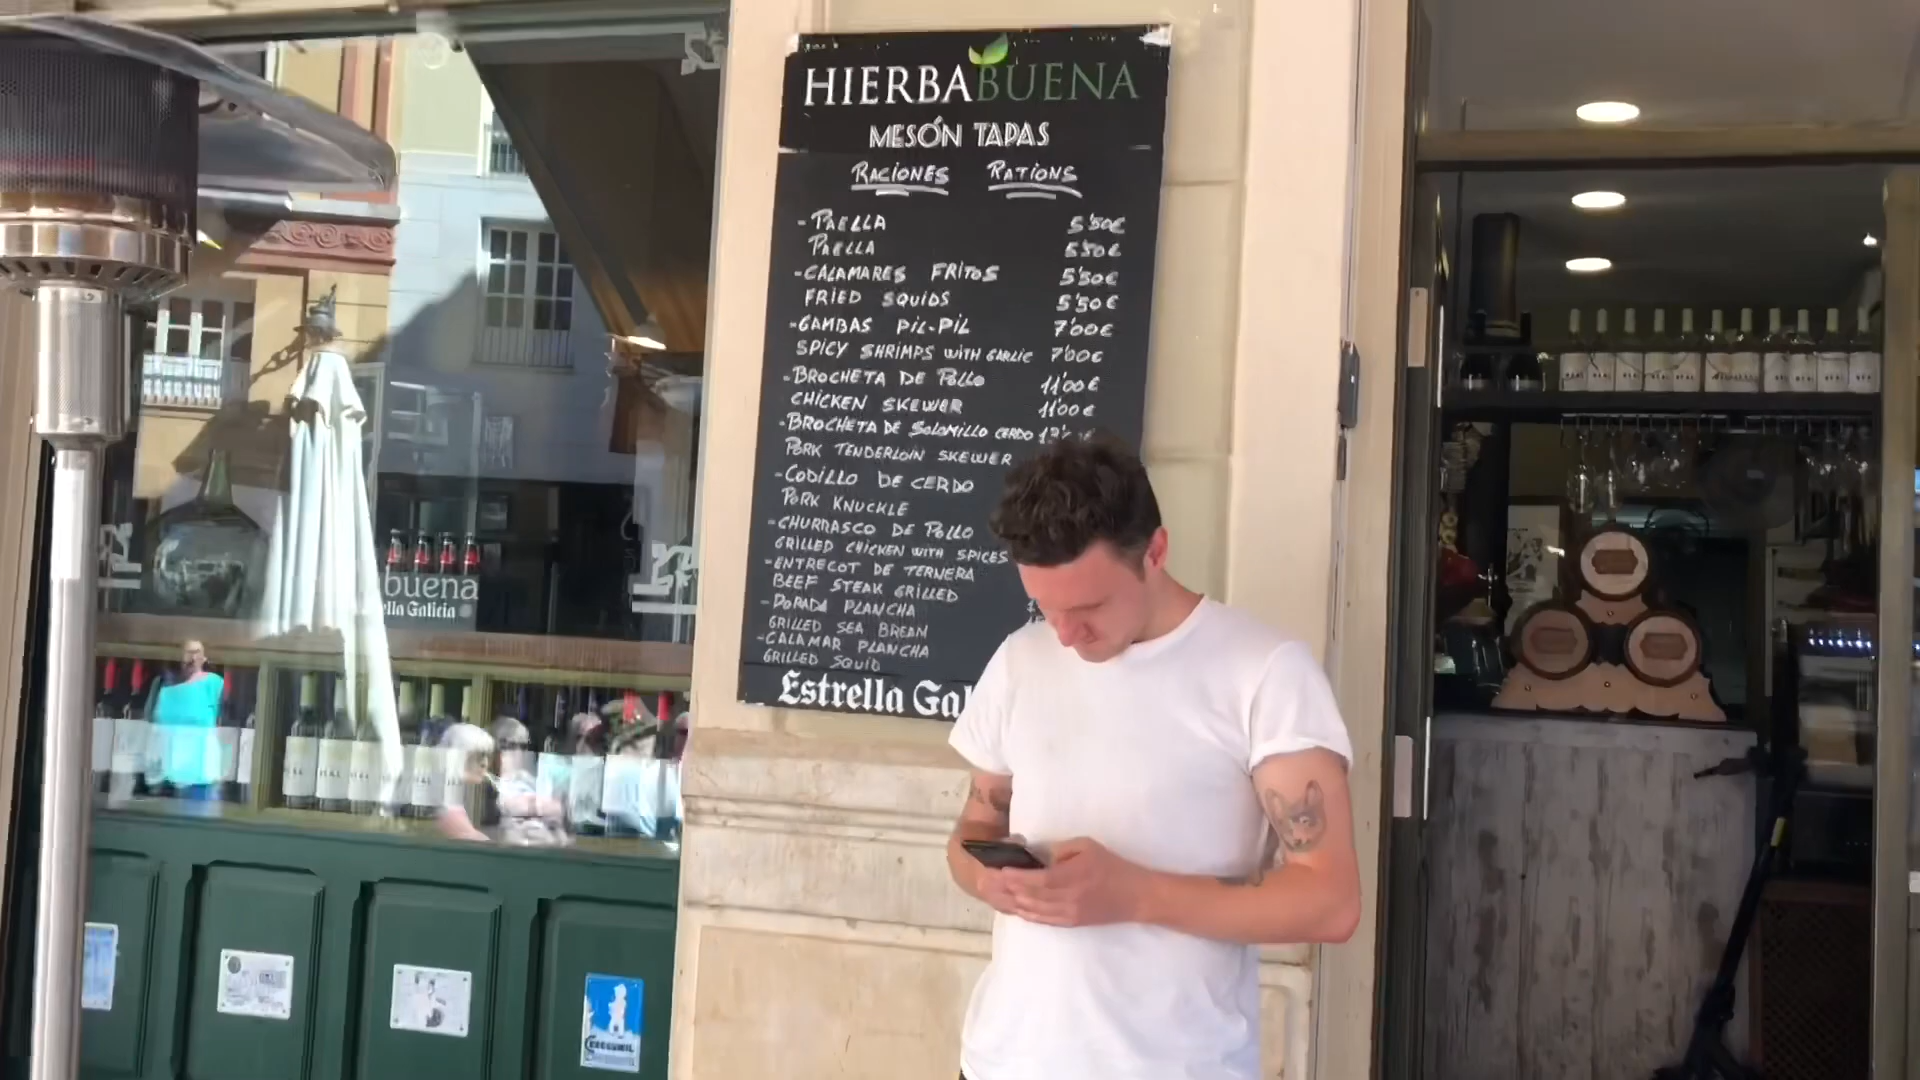 HIERBABUENA
MESÓN TAPAS
RACIONES RATIONS
- PAELLA 5'50€
PAELLA 5'50€
- CALAMARES FRITOS 5'50€
FRIED SQUIDS 5'50€
- GAMBAS PIL-PIL 7'00€
SPICY SHRIMPS WITH GARLIC 7'00€
- BROCHETA DE POLLO 11'00€
CHICKEN SKEWER 11'00€
- BROCHETA DE SOLOMILLO CERDO
PORK TENDERLOIN SKEWER
- CODILLO DE CERDO
PORK KNUCKLE
- CHURRASCO DE POLLO
GRILLED CHICKEN WITH SPICES
- ENTRECOT DE TERNERA
BEEF STEAK GRILLED
- DORADA PLANCHA
GRILLED SEA BREAN
- CALAMAR PLANCHA
GRILLED SQUID
Estrella Gal
buena
ella Galicia